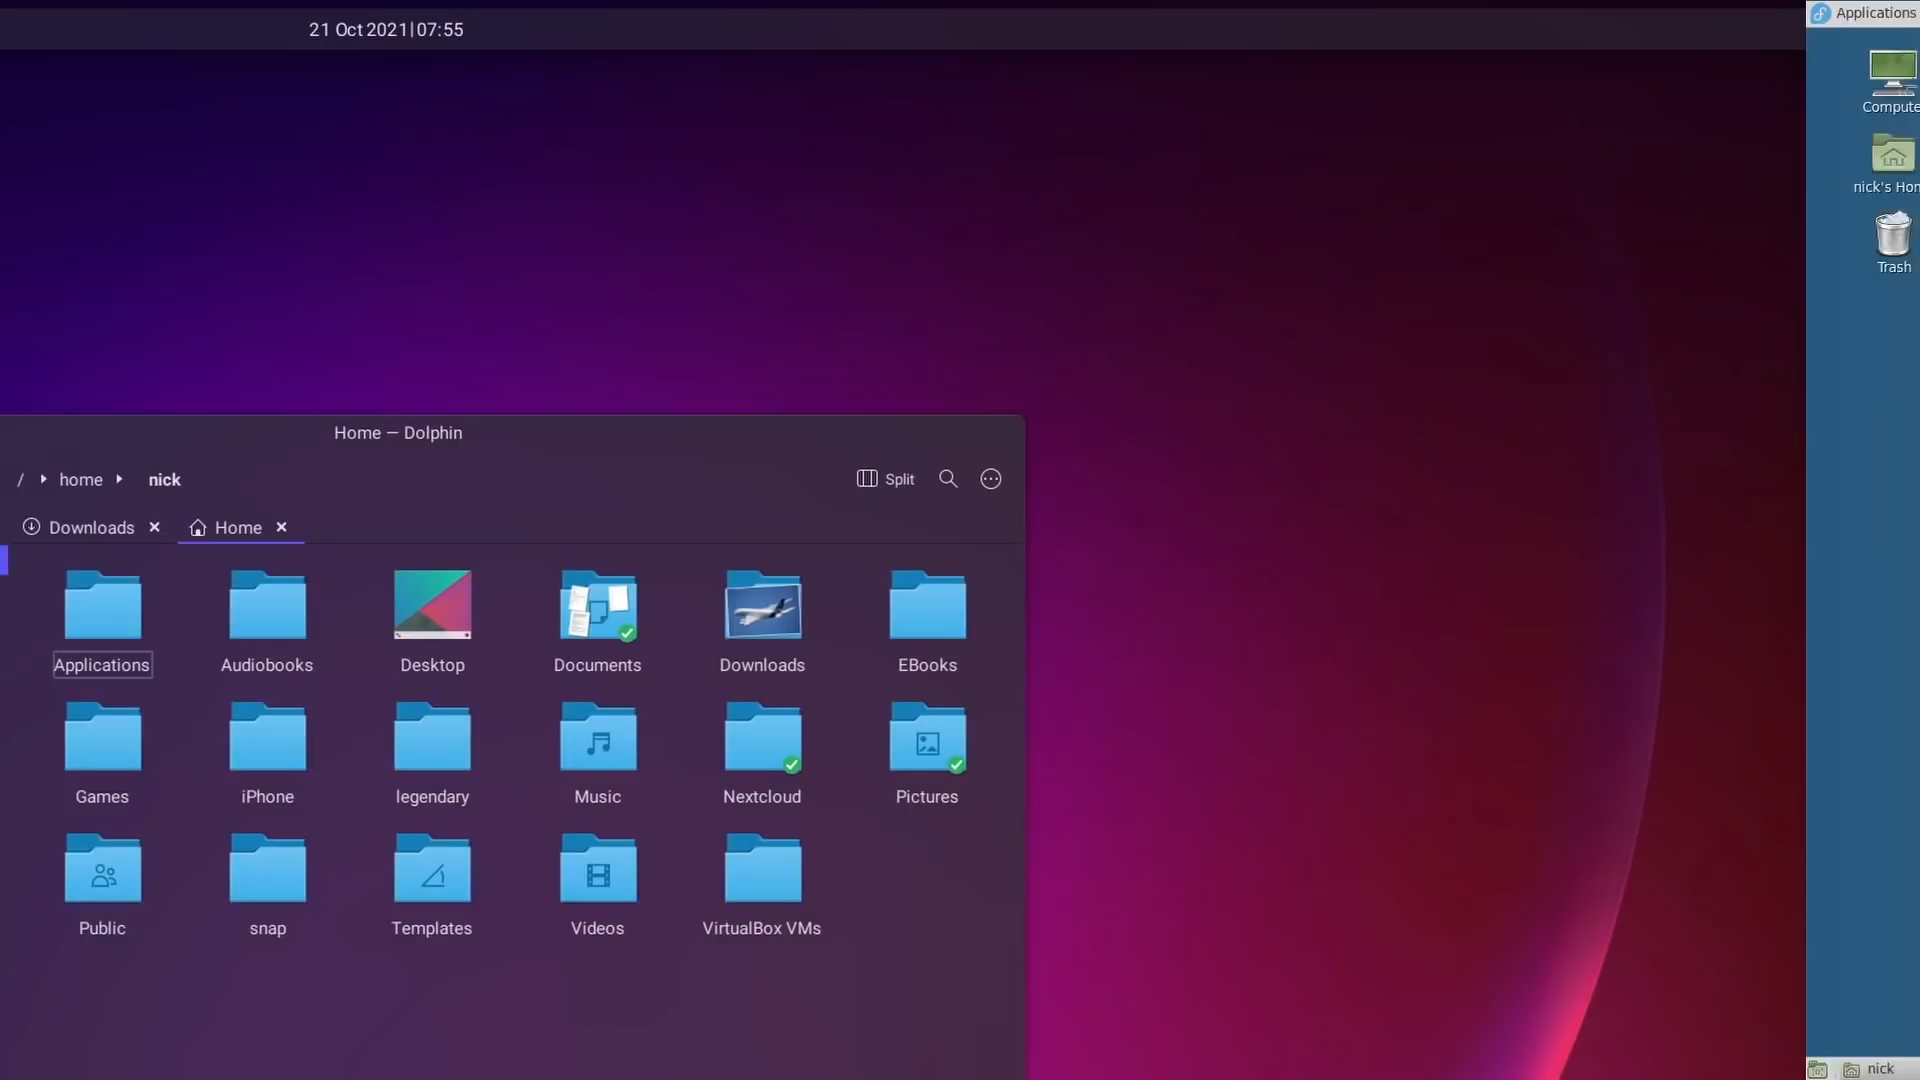 21 Oct 2021|07:55
Applications
Compute
nick's Hon
Trash
Home — Dolphin
/ home nick
Split
Downloads Home
Applications Audiobooks Desktop Documents Downloads EBooks
Games iPhone legendary Music Nextcloud Pictures
Public snap Templates Videos VirtualBox VMs
nick